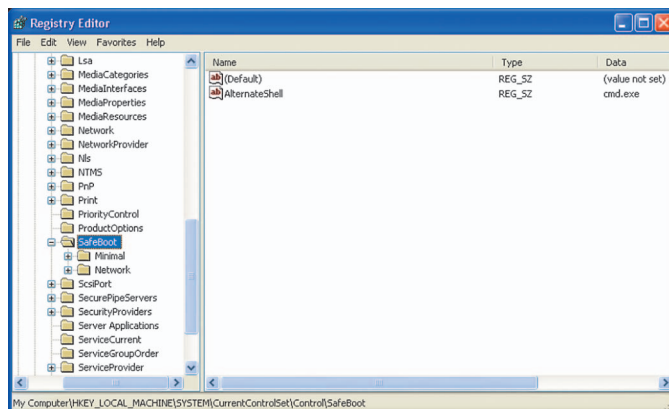 Registry Editor
File Edit View Favorites Help
Lsa
MediaCategories
MediaInterfaces
MediaProperties
MediaResources
Network
NetworkProvider
Nls
NTMS
PnP
Print
PriorityControl
ProductOptions
SafeBoot
Minimal
Network
ScsiPort
SecurePipeServers
SecurityProviders
Server Applications
ServiceCurrent
ServiceGroupOrder
ServiceProvider
Name Type Data
ab (Default) REG_SZ (value not set)
ab AlternateShell REG_SZ cmd.exe
My Computer\HKEY_LOCAL_MACHINE\SYSTEM\CurrentControlSet\Control\SafeBoot